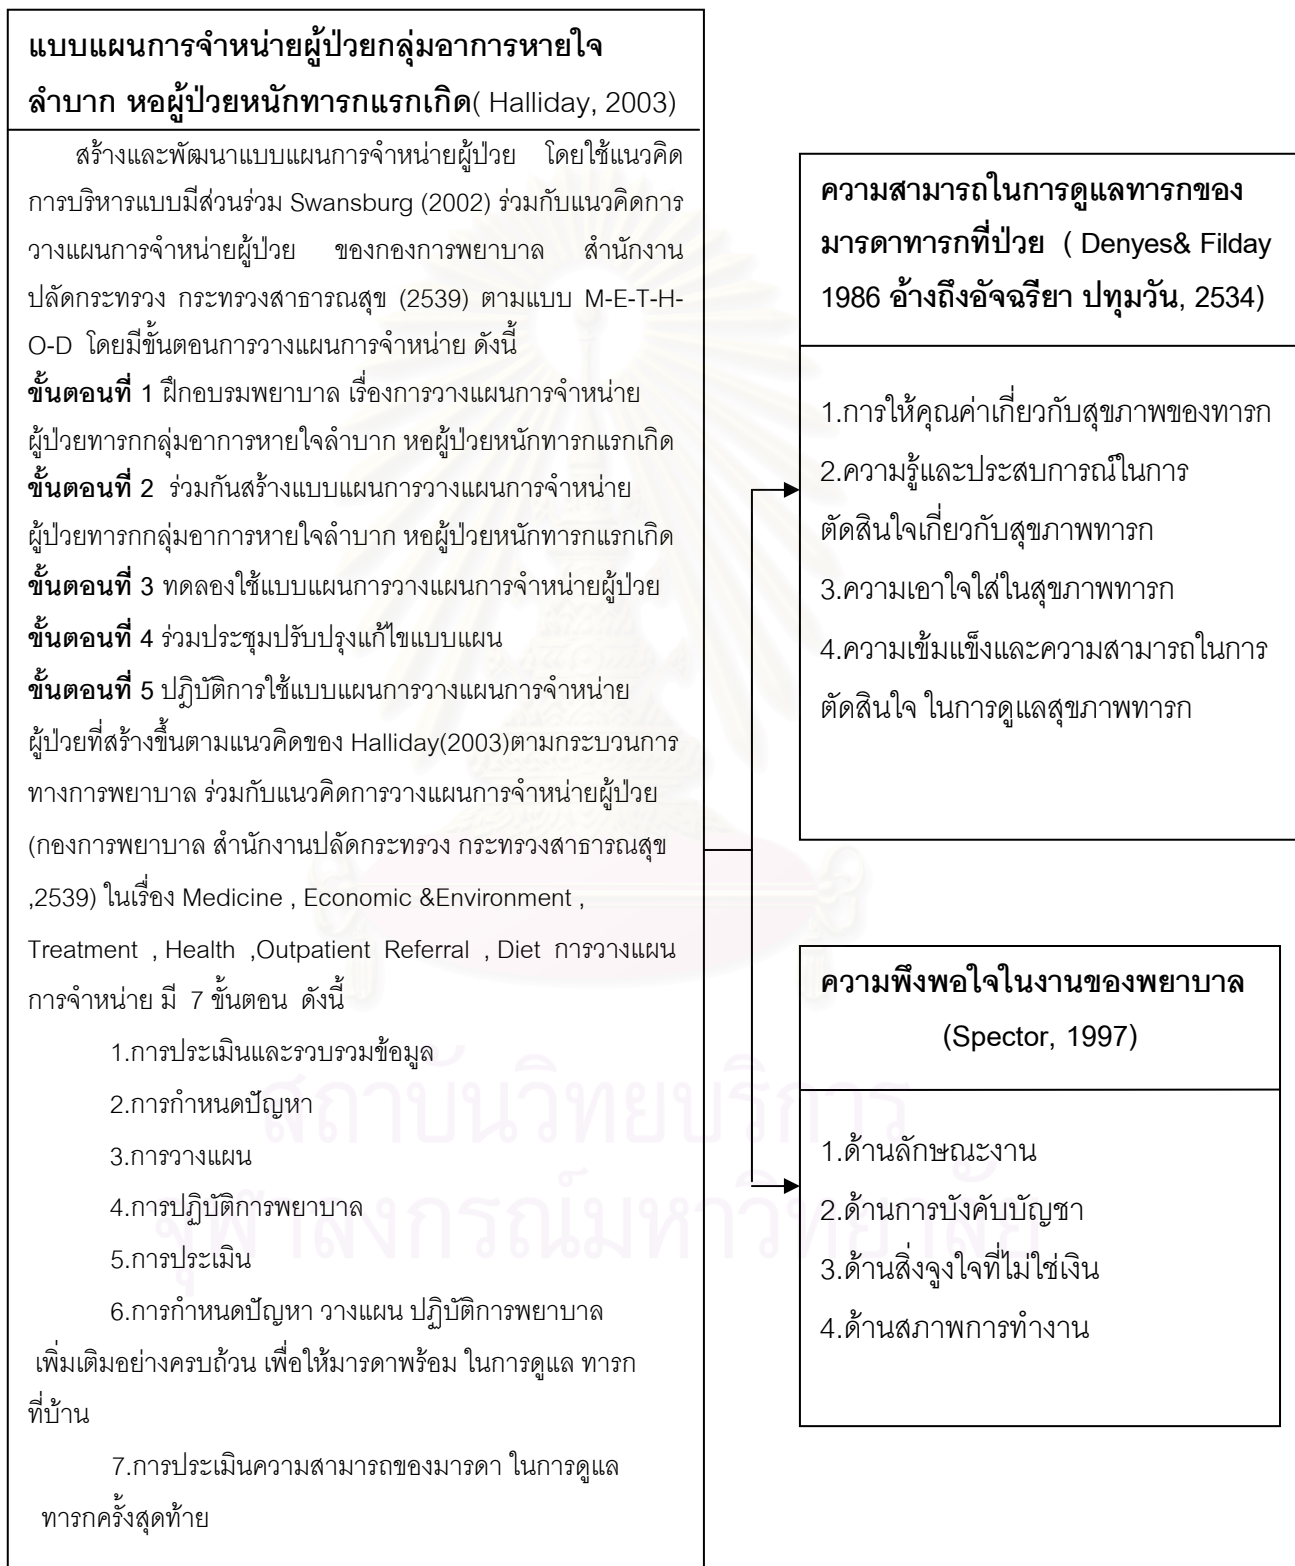 แบบแผนการจำหน่ายผู้ป่วยกลุ่มอาการหายใจ
ลำบาก หอผู้ป่วยหนักทารกแรกเกิด( Halliday, 2003)
สร้างและพัฒนาแบบแผนการจำหน่ายผู้ป่วย โดยใช้แนวคิด
การบริหารแบบมีส่วนร่วม Swansburg (2002) ร่วมกับแนวคิดการ
วางแผนการจำหน่ายผู้ป่วย ของกองการพยาบาล สำนักงาน
ปลัดกระทรวง กระทรวงสาธารณสุข (2539) ตามแบบ M-E-T-H-
O-D โดยมีขั้นตอนการวางแผนการจำหน่าย ดังนี้
ขั้นตอนที่ 1 ฝึกอบรมพยาบาล เรื่องการวางแผนการจำหน่าย
ผู้ป่วยทารกกลุ่มอาการหายใจลำบาก หอผู้ป่วยหนักทารกแรกเกิด
ขั้นตอนที่ 2 ร่วมกันสร้างแบบแผนการวางแผนการจำหน่าย
ผู้ป่วยทารกกลุ่มอาการหายใจลำบาก หอผู้ป่วยหนักทารกแรกเกิด
ขั้นตอนที่ 3 ทดลองใช้แบบแผนการวางแผนการจำหน่ายผู้ป่วย
ขั้นตอนที่ 4 ร่วมประชุมปรับปรุงแก้ไขแบบแผน
ขั้นตอนที่ 5 ปฏิบัติการใช้แบบแผนการวางแผนการจำหน่าย
ผู้ป่วยที่สร้างขึ้นตามแนวคิดของ Halliday(2003)ตามกระบวนการ
ทางการพยาบาล ร่วมกับแนวคิดการวางแผนการจำหน่ายผู้ป่วย
(กองการพยาบาล สำนักงานปลัดกระทรวง กระทรวงสาธารณสุข
,2539) ในเรื่อง Medicine , Economic &Environment ,
Treatment , Health ,Outpatient Referral , Diet การวางแผน
การจำหน่าย มี 7 ขั้นตอน ดังนี้
1.การประเมินและรวบรวมข้อมูล
2.การกำหนดปัญหา
3.การวางแผน
4.การปฏิบัติการพยาบาล
5.การประเมิน
6.การกำหนดปัญหา วางแผน ปฏิบัติการพยาบาล
เพิ่มเติมอย่างครบถ้วน เพื่อให้มารดาพร้อม ในการดูแล ทารก
ที่บ้าน
7.การประเมินความสามารถของมารดา ในการดูแล
ทารกครั้งสุดท้าย
ความสามารถในการดูแลทารกของ
มารดาทารกที่ป่วย ( Denyes& Filday
1986 อ้างถึงอัจฉรียา ปทุมวัน, 2534)
1.การให้คุณค่าเกี่ยวกับสุขภาพของทารก
2.ความรู้และประสบการณ์ในการ
ตัดสินใจเกี่ยวกับสุขภาพทารก
3.ความเอาใจใส่ในสุขภาพทารก
4.ความเข้มแข็งและความสามารถในการ
ตัดสินใจ ในการดูแลสุขภาพทารก
ความพึงพอใจในงานของพยาบาล
(Spector, 1997)
1.ด้านลักษณะงาน
2.ด้านการบังคับบัญชา
3.ด้านสิ่งจูงใจที่ไม่ใช่เงิน
4.ด้านสภาพการทำงาน
สถาบันวิทยบริการ
จุฬาลงกรณ์มหาวิทยาลัย